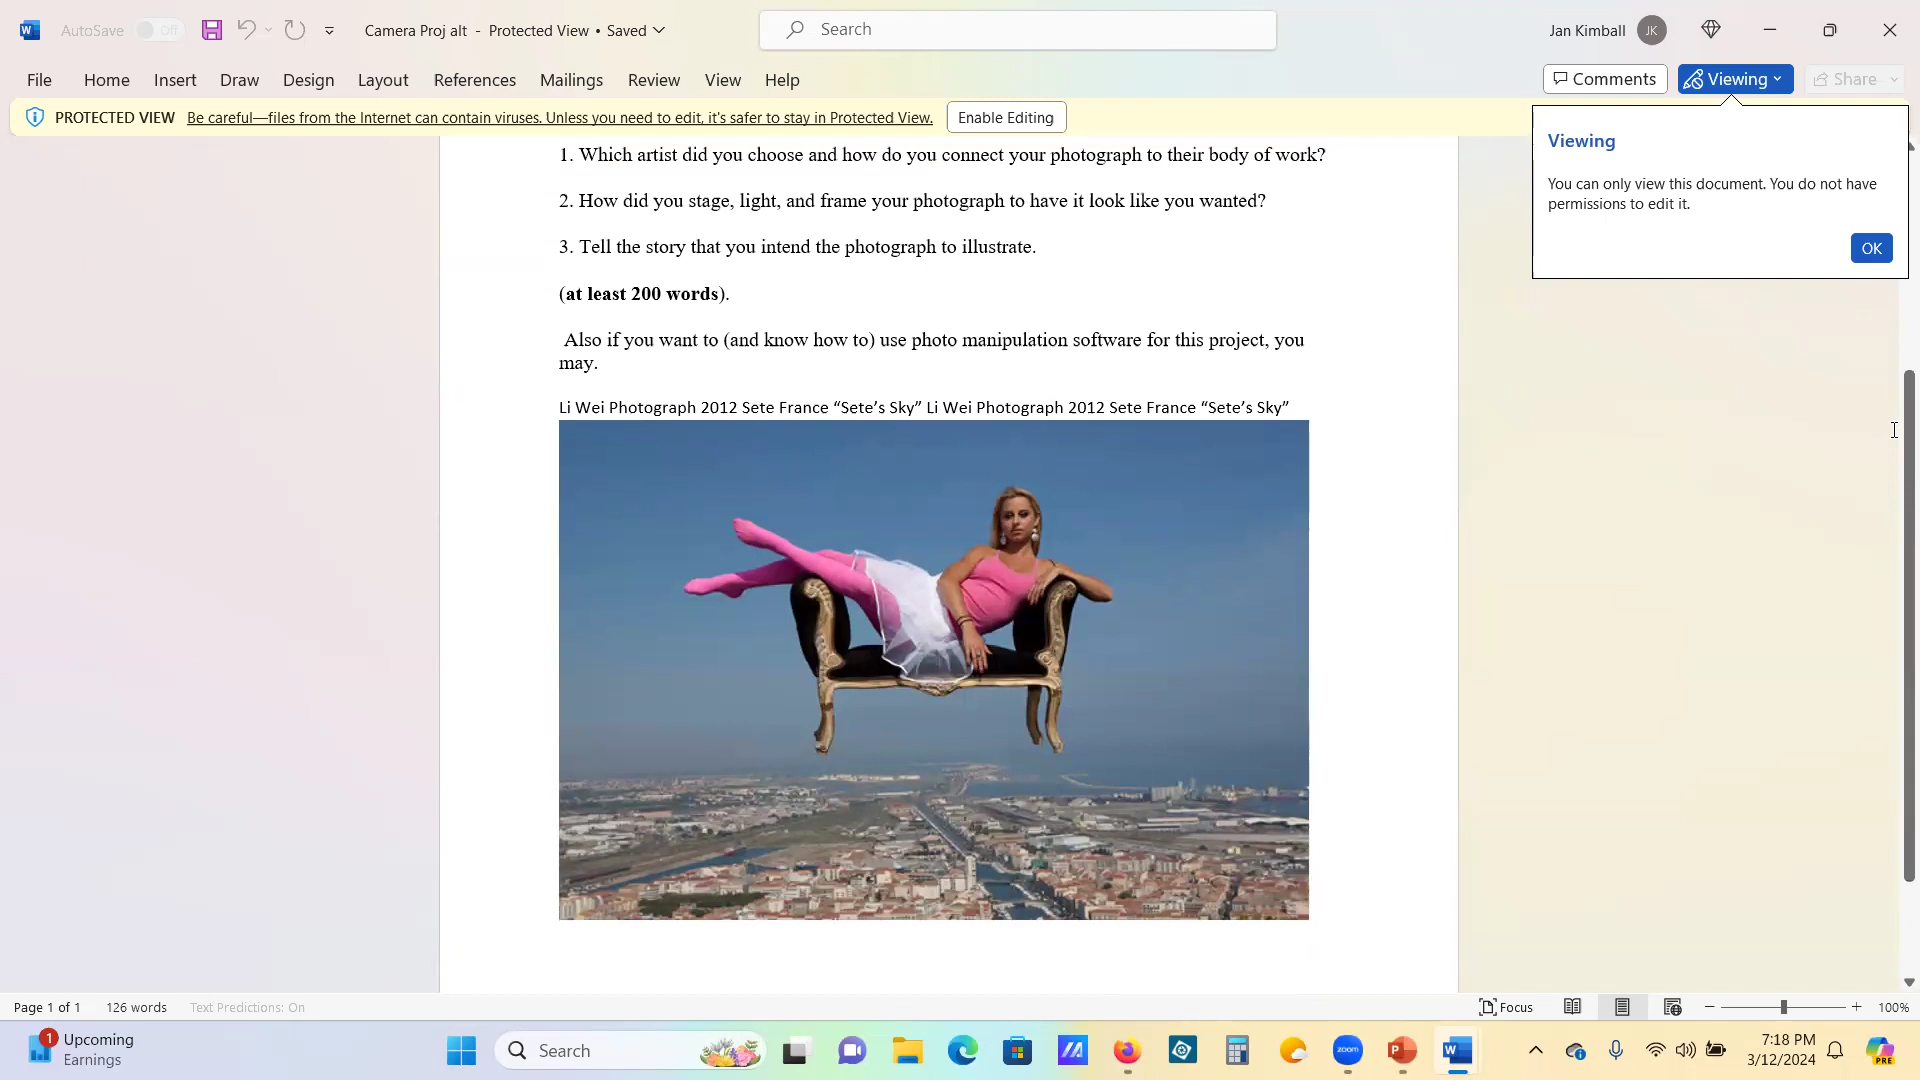 AutoSave Off
Camera Proj alt - Protected View • Saved
Search
Jan Kimball JK
File Home Insert Draw Design Layout References Mailings Review View Help
Comments Viewing Share
PROTECTED VIEW Be careful—files from the Internet can contain viruses. Unless you need to edit, it's safer to stay in Protected View. Enable Editing
Viewing
You can only view this document. You do not have
permissions to edit it.
OK
1. Which artist did you choose and how do you connect your photograph to their body of work?
2. How did you stage, light, and frame your photograph to have it look like you wanted?
3. Tell the story that you intend the photograph to illustrate.
(at least 200 words).
Also if you want to (and know how to) use photo manipulation software for this project, you
may.
Li Wei Photograph 2012 Sete France “Sete’s Sky” Li Wei Photograph 2012 Sete France “Sete’s Sky”
Page 1 of 1 126 words Text Predictions: On
Focus
100%
1 Upcoming
Earnings
Search
zoom
PRE
7:18 PM
3/12/2024